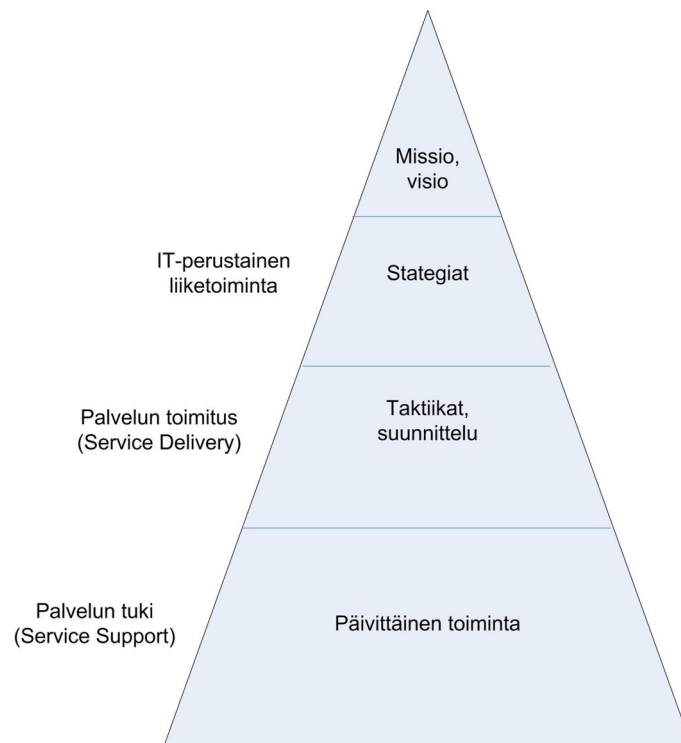 Missio,
visio
IT-perustainen
liiketoiminta
Stategiat
Palvelun toimitus
(Service Delivery)
Taktiikat,
suunnittelu
Palvelun tuki
(Service Support)
Päivittäinen toiminta